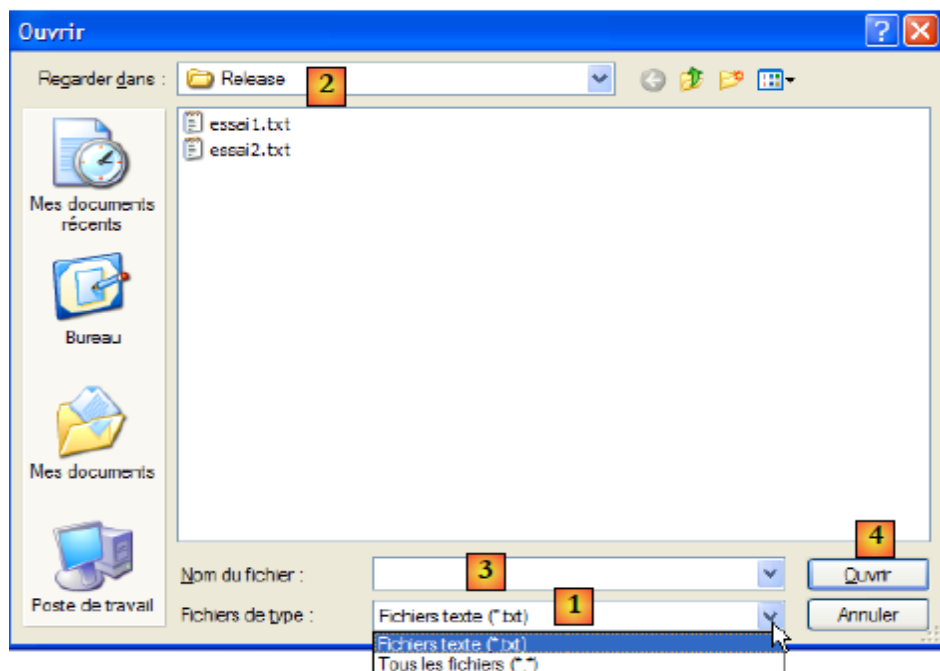 Ouvrir
Regarder dans :
Release
2
essai1.txt
essai2.txt
Mes documents
récents
Bureau
Mes documents
Poste de travail
4
Nom du fichier :
3
Ouvrir
1
Fichiers de type :
Fichiers texte (*.txt)
Annuler
Fichiers texte (*.txt)
Tous les fichiers (*.*)